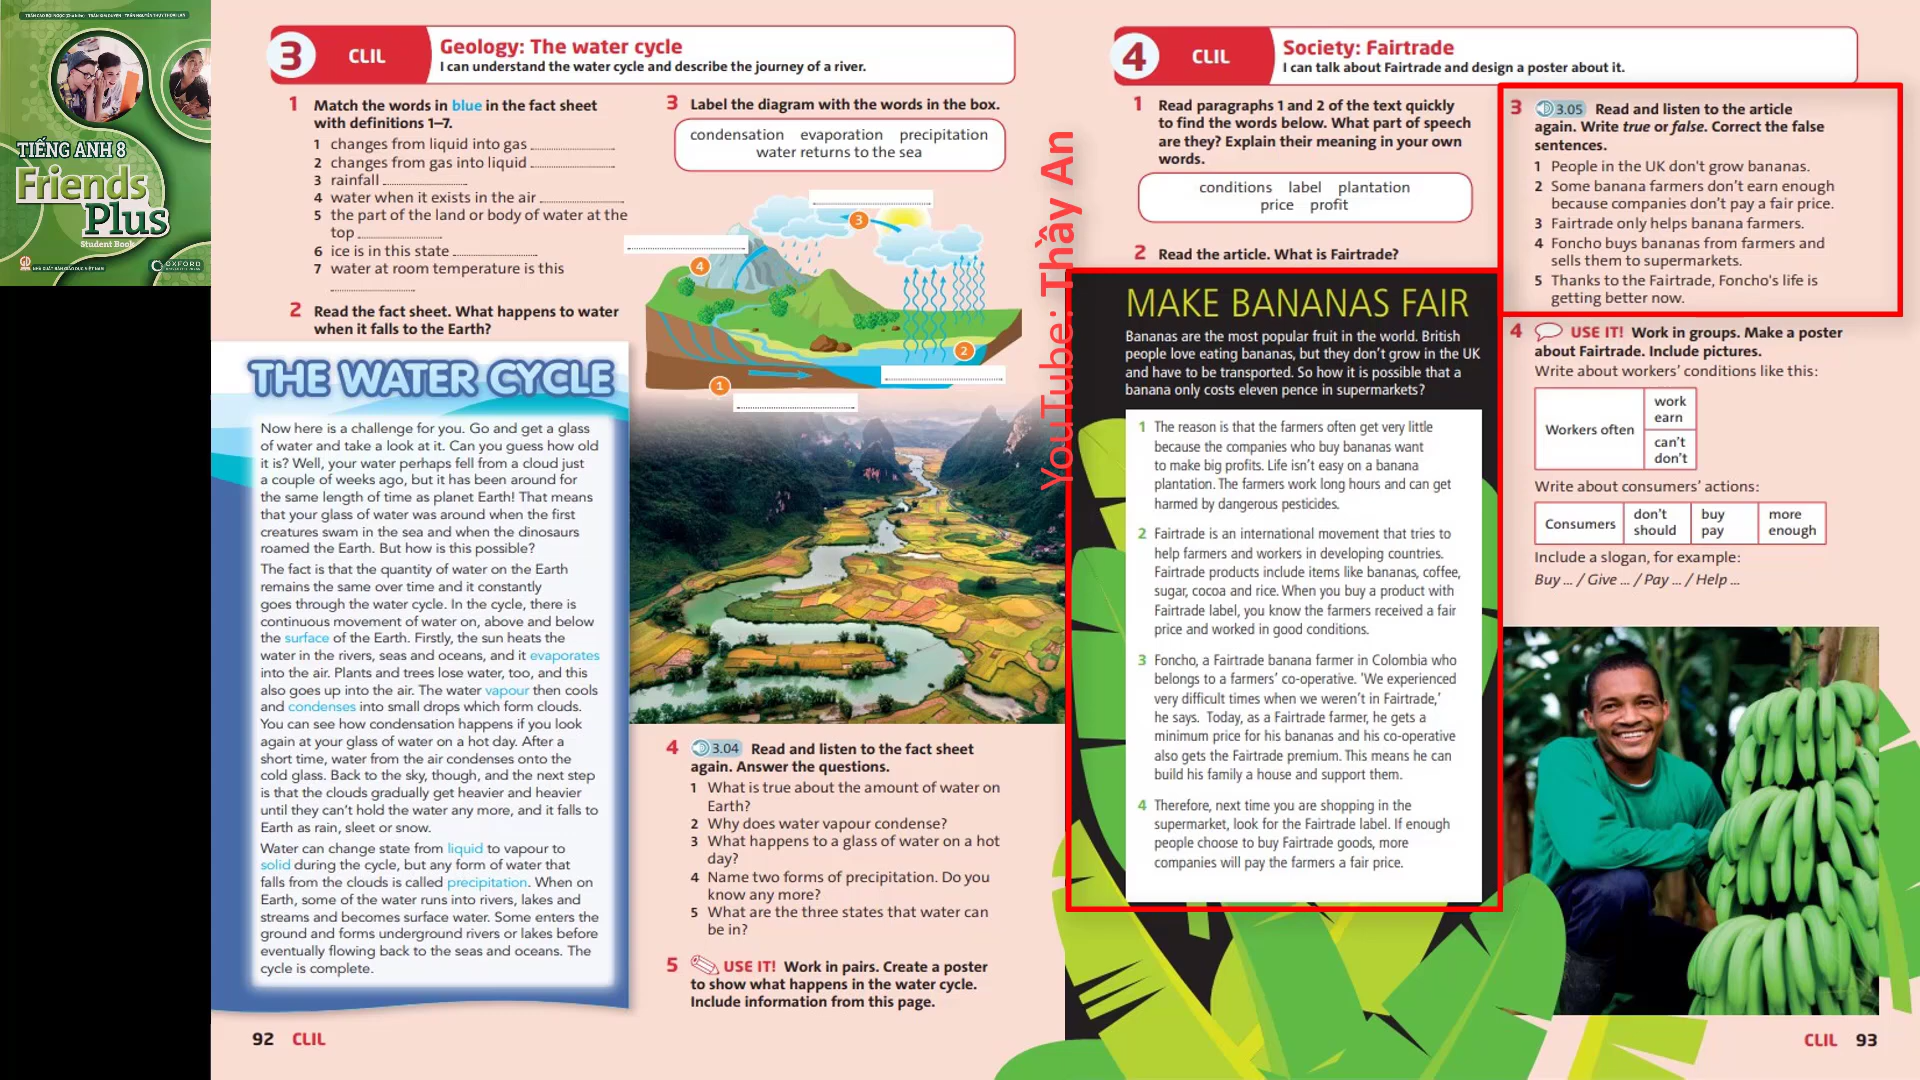 TIẾNG ANH 8
Friends
Plus
Student Book
NHÀ XUẤT BẢN GIÁO DỤC VIỆT NAM
OXFORD
3
CLIL
Geology: The water cycle
I can understand the water cycle and describe the journey of a river.
1 Match the words in blue in the fact sheet
with definitions 1–7.
1 changes from liquid into gas
2 changes from gas into liquid
3 rainfall
4 water when it exists in the air
5 the part of the land or body of water at the
top
6 ice is in this state
7 water at room temperature is this
2 Read the fact sheet. What happens to water
when it falls to the Earth?
THE WATER CYCLE
Now here is a challenge for you. Go and get a glass
of water and take a look at it. Can you guess how old
it is? Well, your water perhaps fell from a cloud just
a couple of weeks ago, but it has been around for
the same length of time as planet Earth! That means
that your glass of water was around when the first
creatures swam in the sea and when the dinosaurs
roamed the Earth. But how is this possible?
The fact is that the quantity of water on the Earth
remains the same over time and it constantly
goes through the water cycle. In the cycle, there is
continuous movement of water on, above and below
the surface of the Earth. Firstly, the sun heats the
water in the rivers, seas and oceans, and it evaporates
into the air. Plants and trees lose water, too, and this
also goes up into the air. The water vapour then cools
and condenses into small drops which form clouds.
You can see how condensation happens if you look
again at your glass of water on a hot day. After a
short time, water from the air condenses onto the
cold glass. Back to the sky, though, and the next step
is that the clouds gradually get heavier and heavier
until they can't hold the water any more, and it falls to
Earth as rain, sleet or snow.
Water can change state from liquid to vapour to
solid during the cycle, but any form of water that
falls from the clouds is called precipitation. When on
Earth, some of the water runs into rivers, lakes and
streams and becomes surface water. Some enters the
ground and forms underground rivers or lakes before
eventually flowing back to the seas and oceans. The
cycle is complete.
92 CLIL
3 Label the diagram with the words in the box.
condensation evaporation precipitation
water returns to the sea
3
4
2
1
4 3.04 Read and listen to the fact sheet
again. Answer the questions.
1 What is true about the amount of water on
Earth?
2 Why does water vapour condense?
3 What happens to a glass of water on a hot
day?
4 Name two forms of precipitation. Do you
know any more?
5 What are the three states that water can
be in?
5 USE IT! Work in pairs. Create a poster
to show what happens in the water cycle.
Include information from this page.
YouTube: Thầy An
4
CLIL
Society: Fairtrade
I can talk about Fairtrade and design a poster about it.
1 Read paragraphs 1 and 2 of the text quickly
to find the words below. What part of speech
are they? Explain their meaning in your own
words.
conditions label plantation
price profit
2 Read the article. What is Fairtrade?
MAKE BANANAS FAIR
Bananas are the most popular fruit in the world. British
people love eating bananas, but they don't grow in the UK
and have to be transported. So how it is possible that a
banana only costs eleven pence in supermarkets?
1 The reason is that the farmers often get very little
because the companies who buy bananas want
to make big profits. Life isn't easy on a banana
plantation. The farmers work long hours and can get
harmed by dangerous pesticides.
2 Fairtrade is an international movement that tries to
help farmers and workers in developing countries.
Fairtrade products include items like bananas, coffee,
sugar, cocoa and rice. When you buy a product with
Fairtrade label, you know the farmers received a fair
price and worked in good conditions.
3 Foncho, a Fairtrade banana farmer in Colombia who
belongs to a farmers' co-operative. 'We experienced
very difficult times when we weren't in Fairtrade,'
he says. Today, as a Fairtrade farmer, he gets a
minimum price for his bananas and his co-operative
also gets the Fairtrade premium. This means he can
build his family a house and support them.
4 Therefore, next time you are shopping in the
supermarket, look for the Fairtrade label. If enough
people choose to buy Fairtrade goods, more
companies will pay the farmers a fair price.
3 3.05 Read and listen to the article
again. Write true or false. Correct the false
sentences.
1 People in the UK don't grow bananas.
2 Some banana farmers don't earn enough
because companies don't pay a fair price.
3 Fairtrade only helps banana farmers.
4 Foncho buys bananas from farmers and
sells them to supermarkets.
5 Thanks to the Fairtrade, Foncho's life is
getting better now.
4 USE IT! Work in groups. Make a poster
about Fairtrade. Include pictures.
Write about workers' conditions like this:
Workers often
work
earn
can't
don't
Write about consumers' actions:
Consumers
don't
should
buy
pay
more
enough
Include a slogan, for example:
Buy ... / Give ... / Pay ... / Help ...
CLIL 93